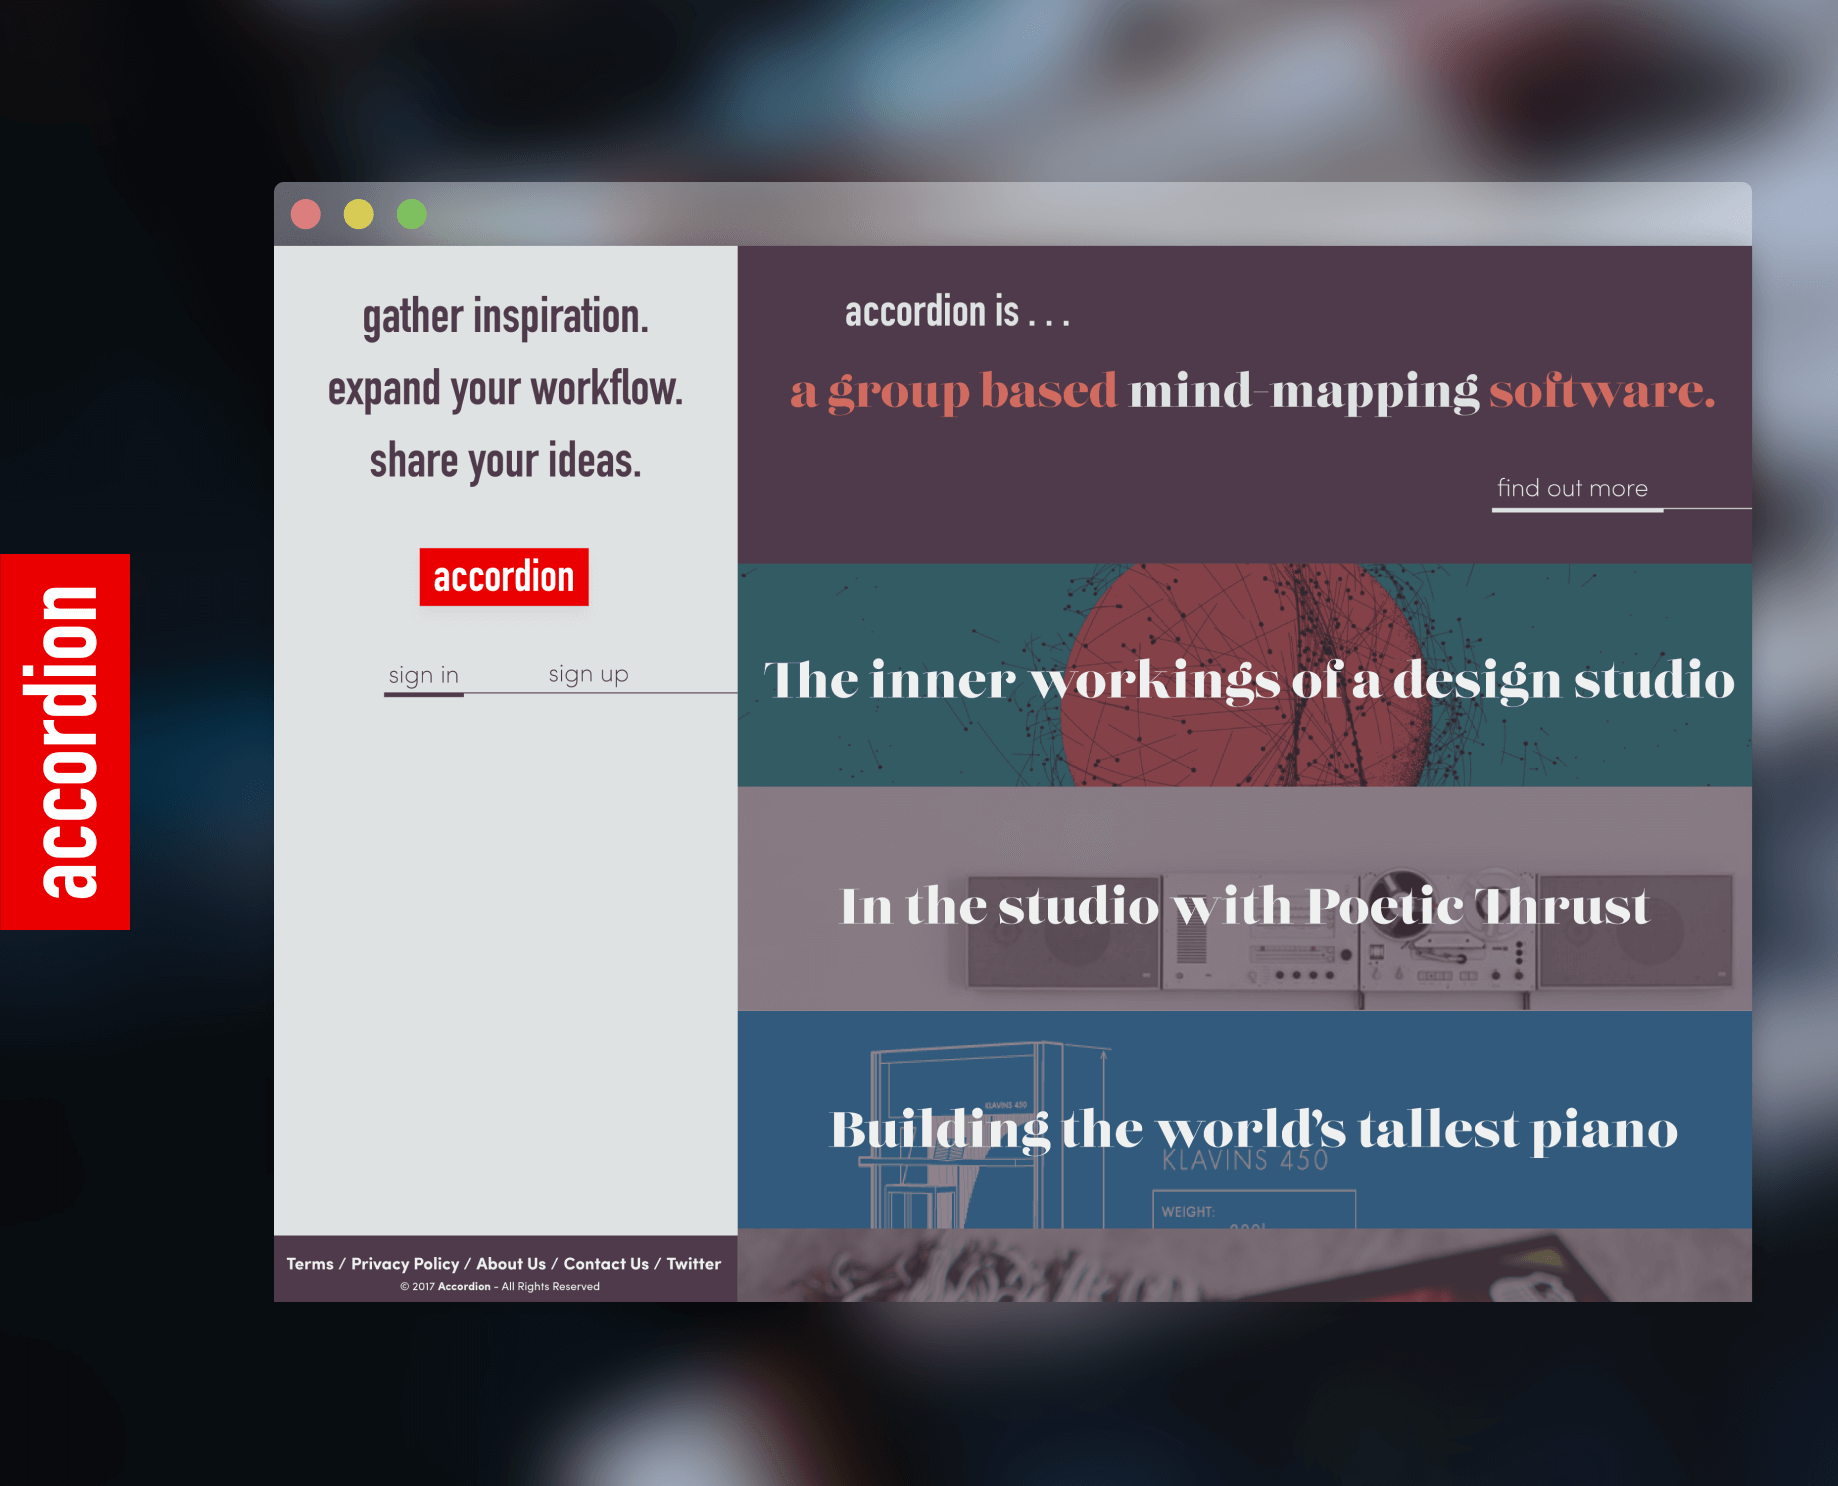 accordion
gather inspiration.
expand your workflow.
share your ideas.
accordion
sign in
sign up
Terms / Privacy Policy / About Us / Contact Us / Twitter
© 2017 Accordion - All Rights Reserved
accordion is . . .
a group based mind-mapping software.
find out more
The inner workings of a design studio
In the studio with Poetic Thrust
KLAVINS 450
Building the world's tallest piano
KLAVINS 450
WEIGHT: